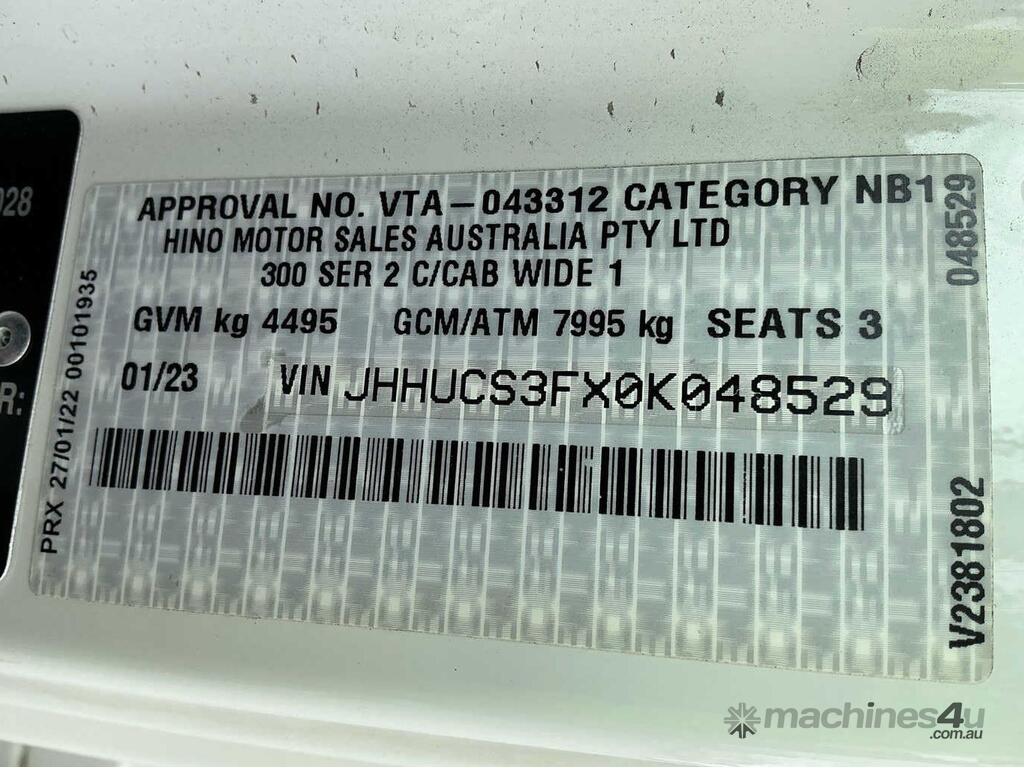 028
R:
APPROVAL NO. VTA-043312 CATEGORY NB1
HINO MOTOR SALES AUSTRALIA PTY LTD
300 SER 2 C/CAB WIDE 1
GVM kg 4495 GCM/ATM 7995 kg SEATS 3
01/23 VIN JHHUCS3FX0K048529
PRX 27/01/22 00101935
048529
V2381802
machines4u
.com.au